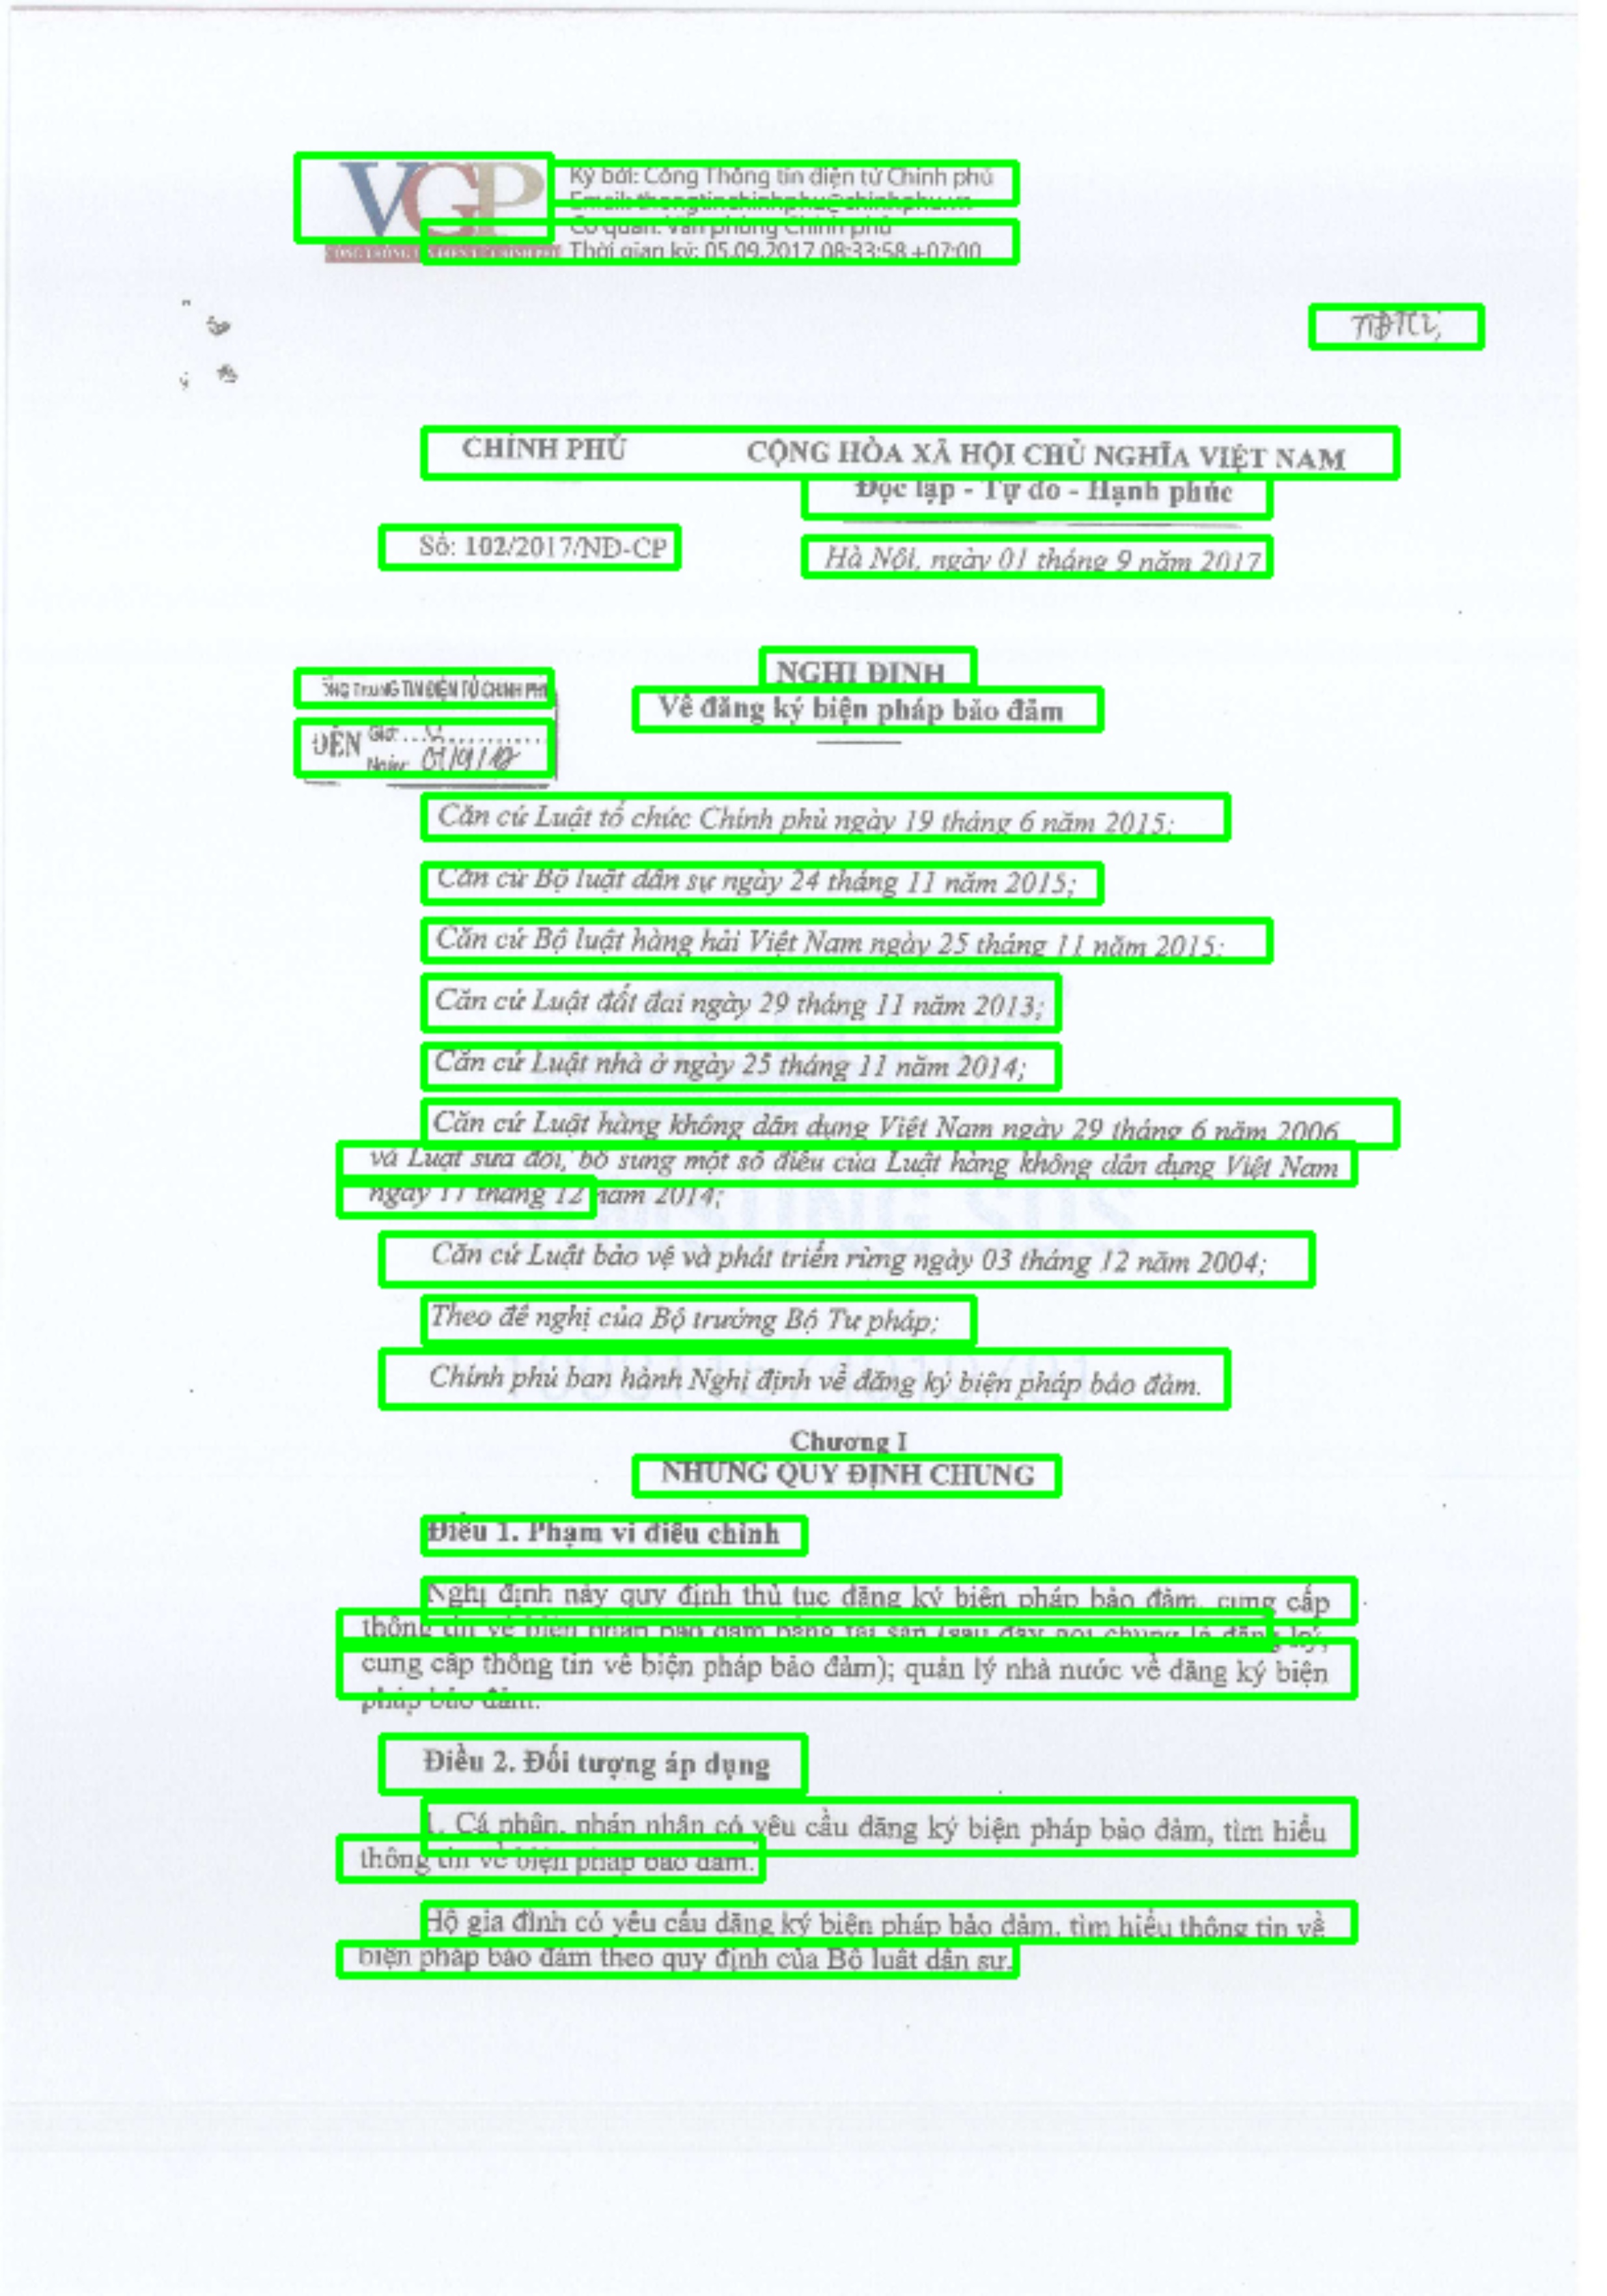 VGP
Ký bởi: Cổng Thông tin điện tử Chính phủ
Email: thongtinchinhphu@chinhphu.vn
Cơ quan: Văn phòng Chính phủ
Thời gian ký: 05.09.2017 08:33:58 +07:00
CHÍNH PHỦ
CỘNG HÒA XÃ HỘI CHỦ NGHĨA VIỆT NAM
Độc lập - Tự do - Hạnh phúc
Số: 102/2017/NĐ-CP
Hà Nội, ngày 01 tháng 9 năm 2017
NGHỊ ĐỊNH
Về đăng ký biện pháp bảo đảm
TIN ĐIỆN TỬ CHÍNH PHỦ
ĐẾN Giờ:
Ngày:
Căn cứ Luật tổ chức Chính phủ ngày 19 tháng 6 năm 2015;
Căn cứ Bộ luật dân sự ngày 24 tháng 11 năm 2015;
Căn cứ Bộ luật hàng hải Việt Nam ngày 25 tháng 11 năm 2015;
Căn cứ Luật đất đai ngày 29 tháng 11 năm 2013;
Căn cứ Luật nhà ở ngày 25 tháng 11 năm 2014;
Căn cứ Luật hàng không dân dụng Việt Nam ngày 29 tháng 6 năm 2006
và Luật sửa đổi, bổ sung một số điều của Luật hàng không dân dụng Việt Nam
ngày 11 tháng 12 năm 2014;
Căn cứ Luật bảo vệ và phát triển rừng ngày 03 tháng 12 năm 2004;
Theo đề nghị của Bộ trưởng Bộ Tư pháp;
Chính phủ ban hành Nghị định về đăng ký biện pháp bảo đảm.
Chương I
NHỮNG QUY ĐỊNH CHUNG
Điều 1. Phạm vi điều chỉnh
Nghị định này quy định thủ tục đăng ký biện pháp bảo đảm, cung cấp
thông tin về biện pháp bảo đảm bằng tài sản (sau đây gọi chung là đăng ký,
cung cấp thông tin về biện pháp bảo đảm); quản lý nhà nước về đăng ký biện
pháp bảo đảm.
Điều 2. Đối tượng áp dụng
1. Cá nhân, pháp nhân có yêu cầu đăng ký biện pháp bảo đảm, tìm hiểu
thông tin về biện pháp bảo đảm.
Hộ gia đình có yêu cầu đăng ký biện pháp bảo đảm, tìm hiểu thông tin về
biện pháp bảo đảm theo quy định của Bộ luật dân sự.